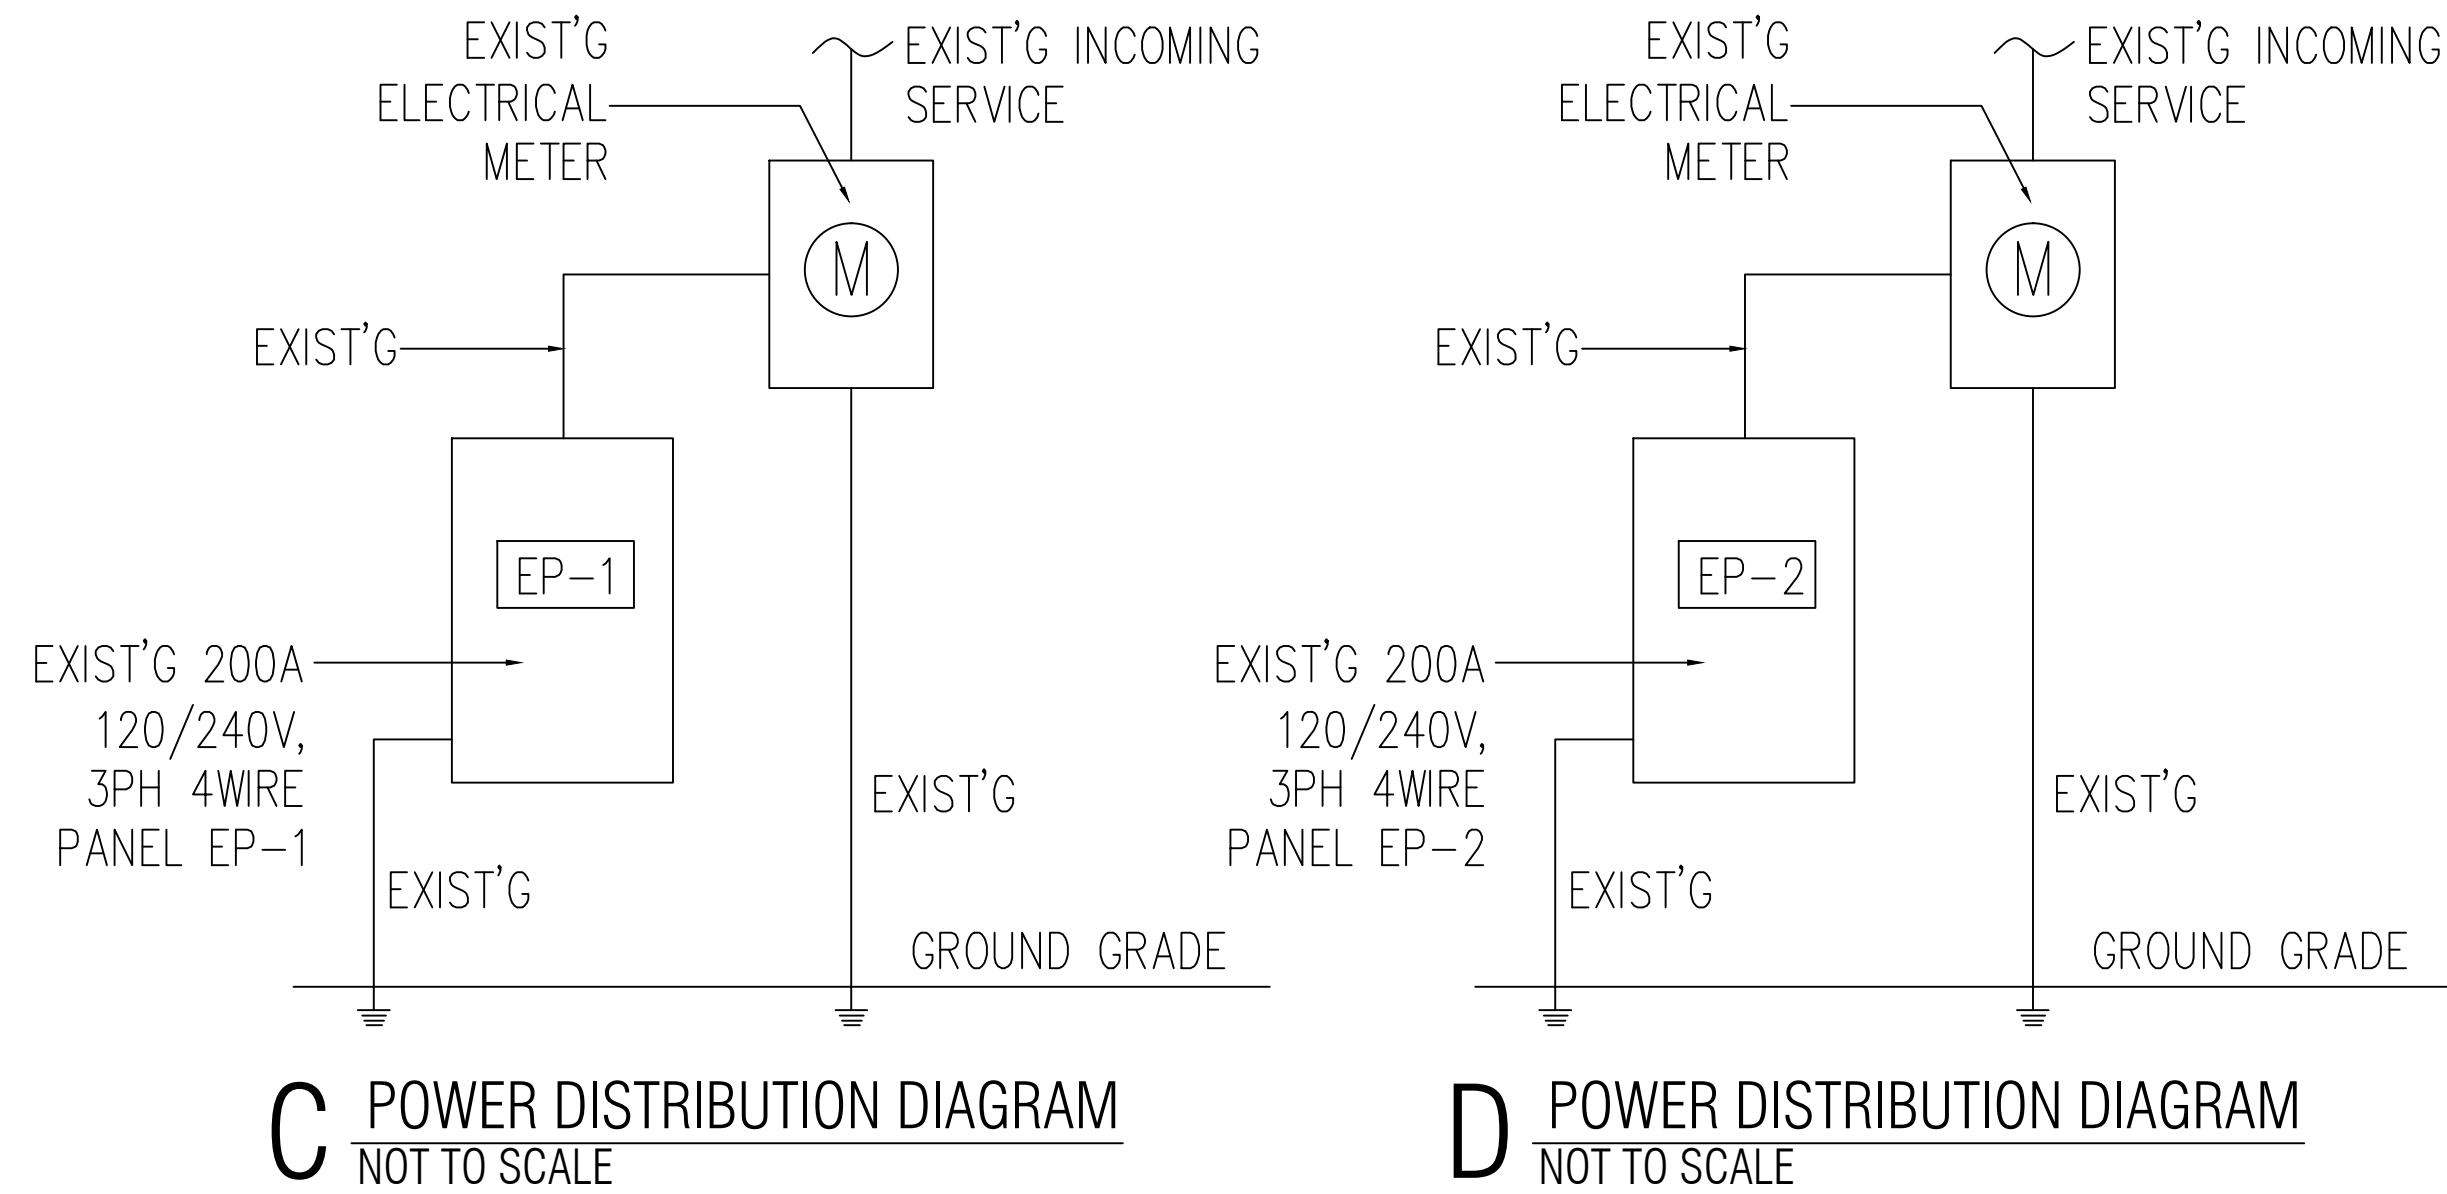 EXIST'G
ELECTRICAL
METER
EXIST'G INCOMING
SERVICE
M
EXIST'G
EP-1
EXIST'G 200A
120/240V,
3PH 4WIRE
PANEL EP-1
EXIST'G
EXIST'G
GROUND GRADE
C POWER DISTRIBUTION DIAGRAM
NOT TO SCALE
EXIST'G
ELECTRICAL
METER
EXIST'G INCOMING
SERVICE
M
EXIST'G
EP-2
EXIST'G 200A
120/240V,
3PH 4WIRE
PANEL EP-2
EXIST'G
EXIST'G
GROUND GRADE
D POWER DISTRIBUTION DIAGRAM
NOT TO SCALE